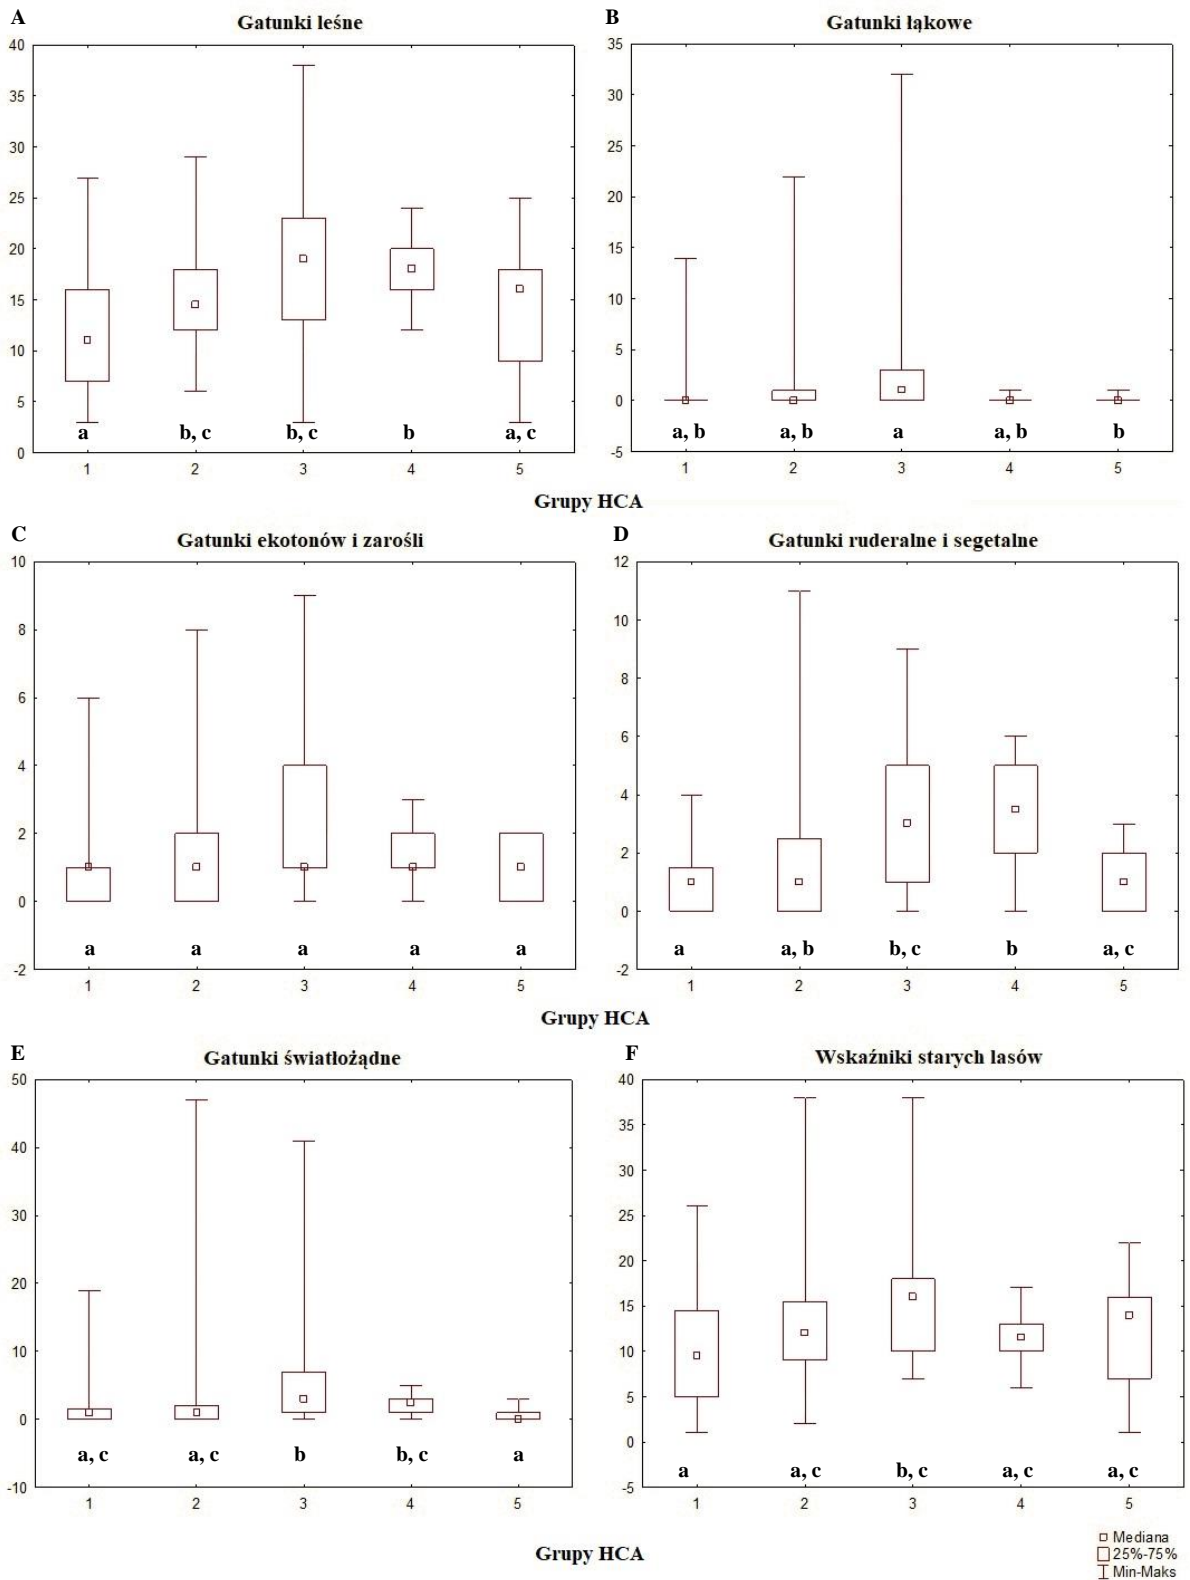 A
Gatunki leśne
40
35
30
25
20
15
10
5
0
a
b, c
b, c
b
a, c
1 2 3 4 5
B
Gatunki łąkowe
35
30
25
20
15
10
5
0
-5
a, b
a, b
a
a, b
b
1 2 3 4 5
Grupy HCA
C
Gatunki ekotonów i zarośli
10
8
6
4
2
0
-2
a
a
a
a
a
1 2 3 4 5
D
Gatunki ruderalne i segetalne
12
10
8
6
4
2
0
-2
a
a, b
b, c
b
a, c
1 2 3 4 5
Grupy HCA
E
Gatunki światłożądne
50
40
30
20
10
0
-10
a, c
a, c
b
b, c
a
1 2 3 4 5
F
Wskaźniki starych lasów
40
35
30
25
20
15
10
5
0
-5
a
a, c
b, c
a, c
a, c
1 2 3 4 5
Grupy HCA
Mediana
25%-75%
Min-Maks